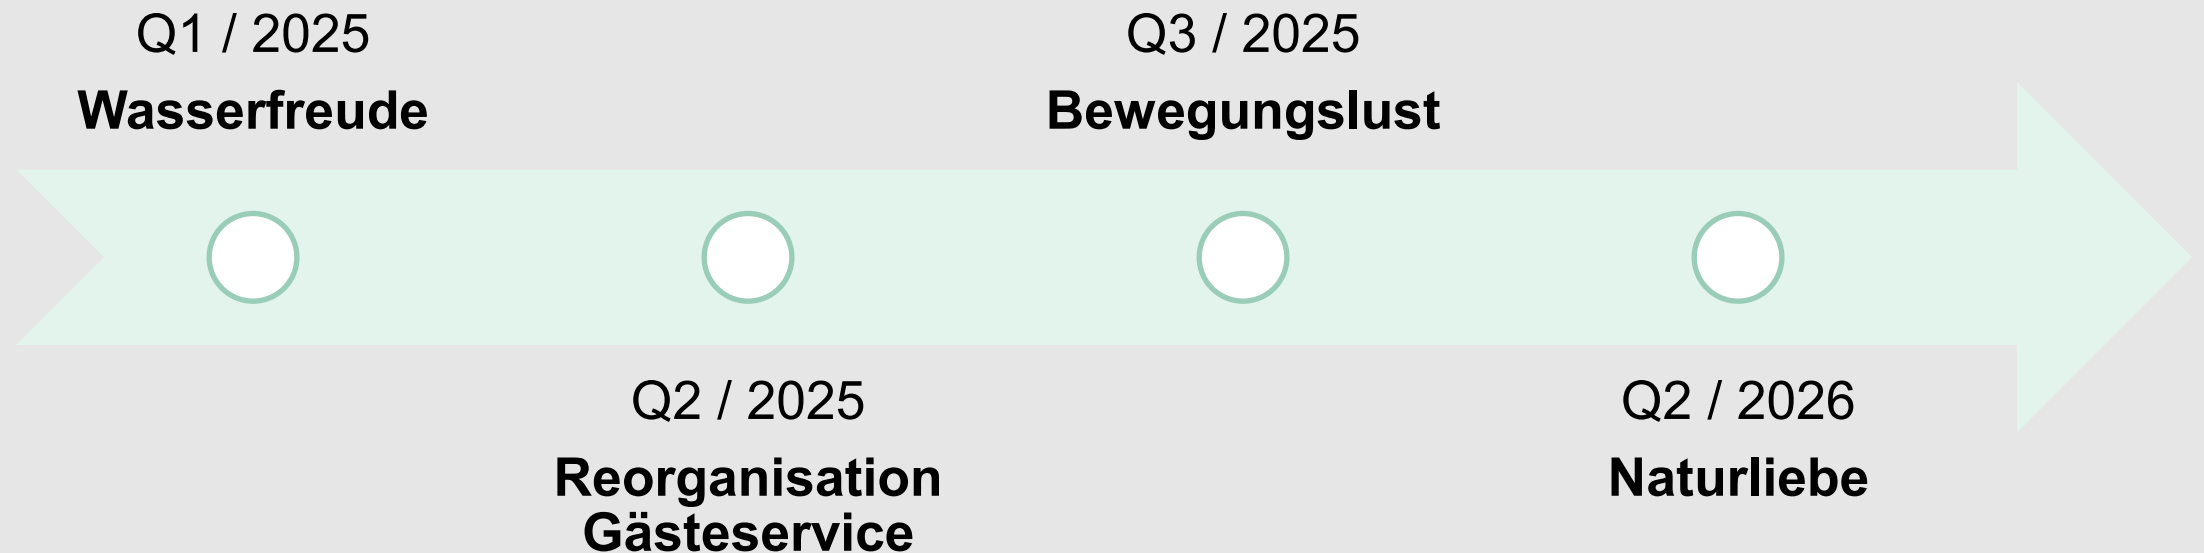 Q1 / 2025
Wasserfreude
Q2 / 2025
Reorganisation
Gästeservice
Q3 / 2025
Bewegungslust
Q2 / 2026
Naturliebe